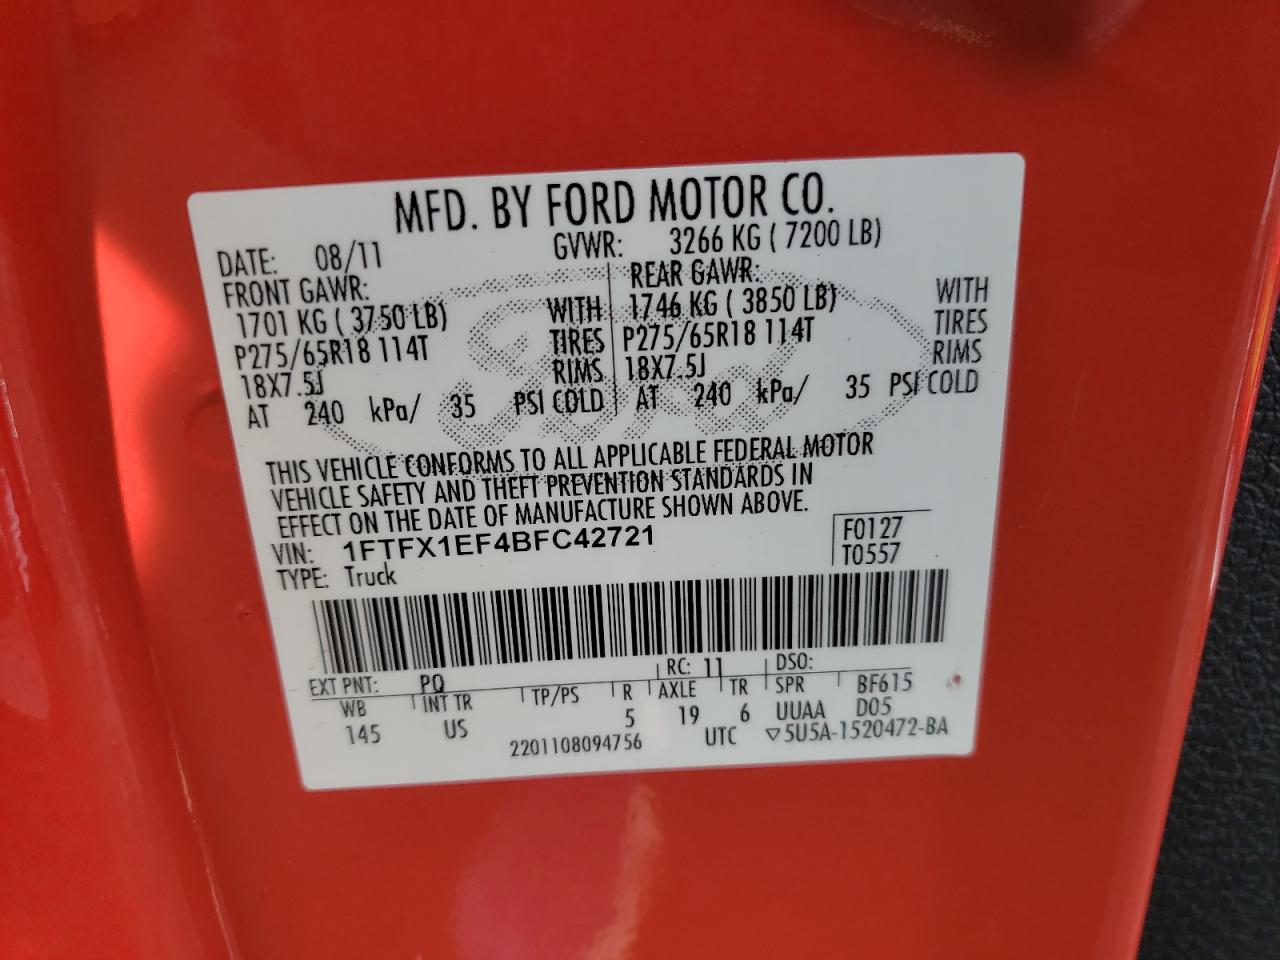 MFD. BY FORD MOTOR CO.
DATE: 08/11 GVWR: 3266 KG ( 7200 LB)
FRONT GAWR: REAR GAWR:
1701 KG ( 3750 LB) WITH 1746 KG ( 3850 LB) WITH
P275/65R18 114T TIRES P275/65R18 114T TIRES
18X7.5J RIMS 18X7.5J RIMS
AT 240 kPa/ 35 PSI COLD AT 240 kPa/ 35 PSI COLD
Ford
THIS VEHICLE CONFORMS TO ALL APPLICABLE FEDERAL MOTOR
VEHICLE SAFETY AND THEFT PREVENTION STANDARDS IN
EFFECT ON THE DATE OF MANUFACTURE SHOWN ABOVE.
VIN: 1FTFX1EF4BFC42721 F0127
TYPE: Truck T0557
EXT PNT: PQ RC: 11 DSO:
WB INT TR TP/PS R AXLE TR SPR BF615
145 US 5 19 6 UUAA D05
2201108094756 UTC ▽5U5A-1520472-BA